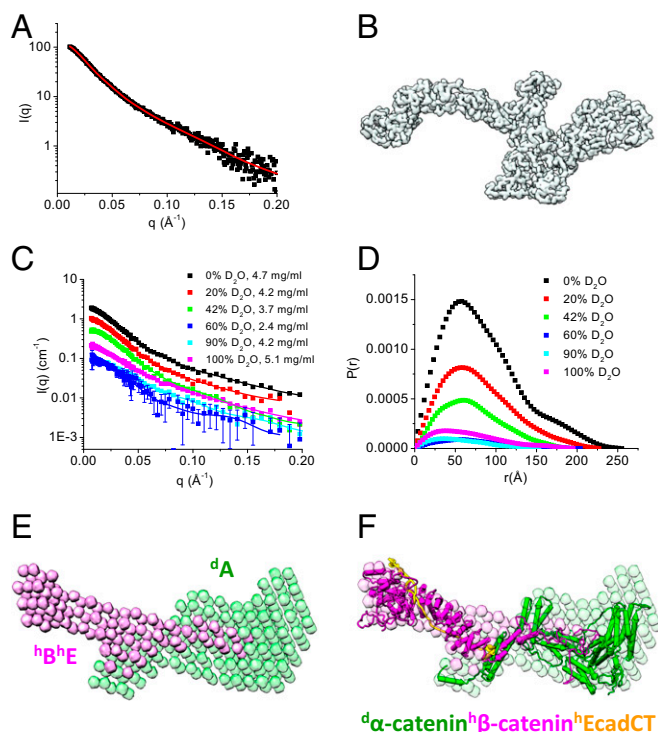 A
I(q)
100
10
1
0.00 0.05 0.10 0.15 0.20
q (Å⁻¹)
B
C
I(q) (cm⁻¹)
10
1
0.1
0.01
1E-3
0% D₂O, 4.7 mg/ml
20% D₂O, 4.2 mg/ml
42% D₂O, 3.7 mg/ml
60% D₂O, 2.4 mg/ml
90% D₂O, 4.2 mg/ml
100% D₂O, 5.1 mg/ml
0.00 0.05 0.10 0.15 0.20
q (Å⁻¹)
D
P(r)
0.0015
0.0010
0.0005
0.0000
0% D₂O
20% D₂O
42% D₂O
60% D₂O
90% D₂O
100% D₂O
0 50 100 150 200 250
r(Å)
E
ᵈA
ʰBʰE
F
ᵈα-cateninʰβ-cateninʰEcadCT